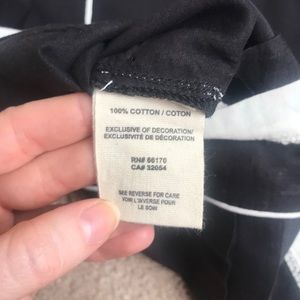 100% COTTON / COTON
EXCLUSIVE OF DECORATION/
EXCLUSIVITÉ DE DÉCORATION
RN# 66170
CA# 32054
SEE REVERSE FOR CARE
VOIR L'INVERSE POUR
LE SOIN